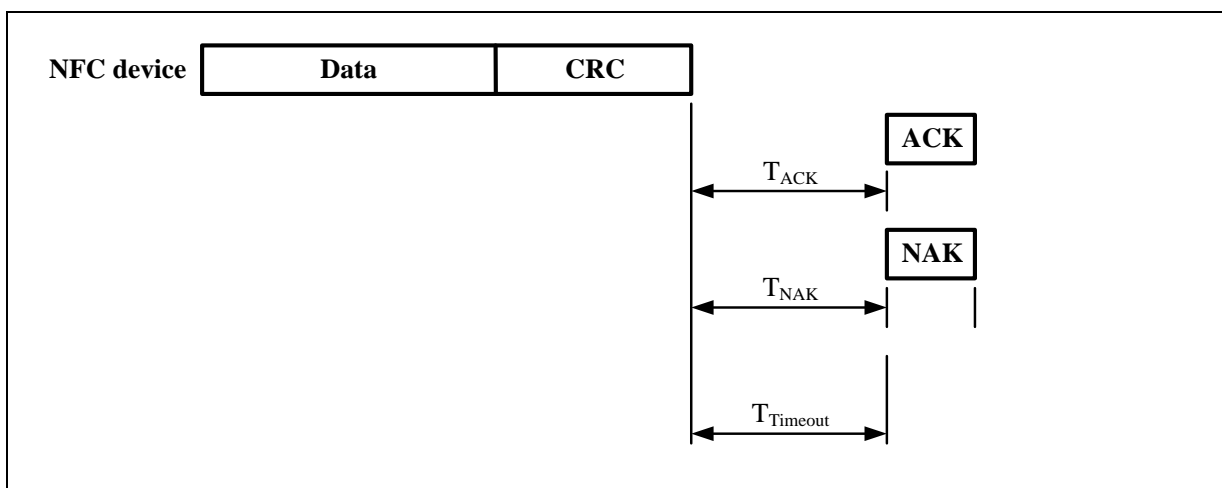 NFC device Data CRC
ACK
TACK
NAK
TNAK
TTimeout